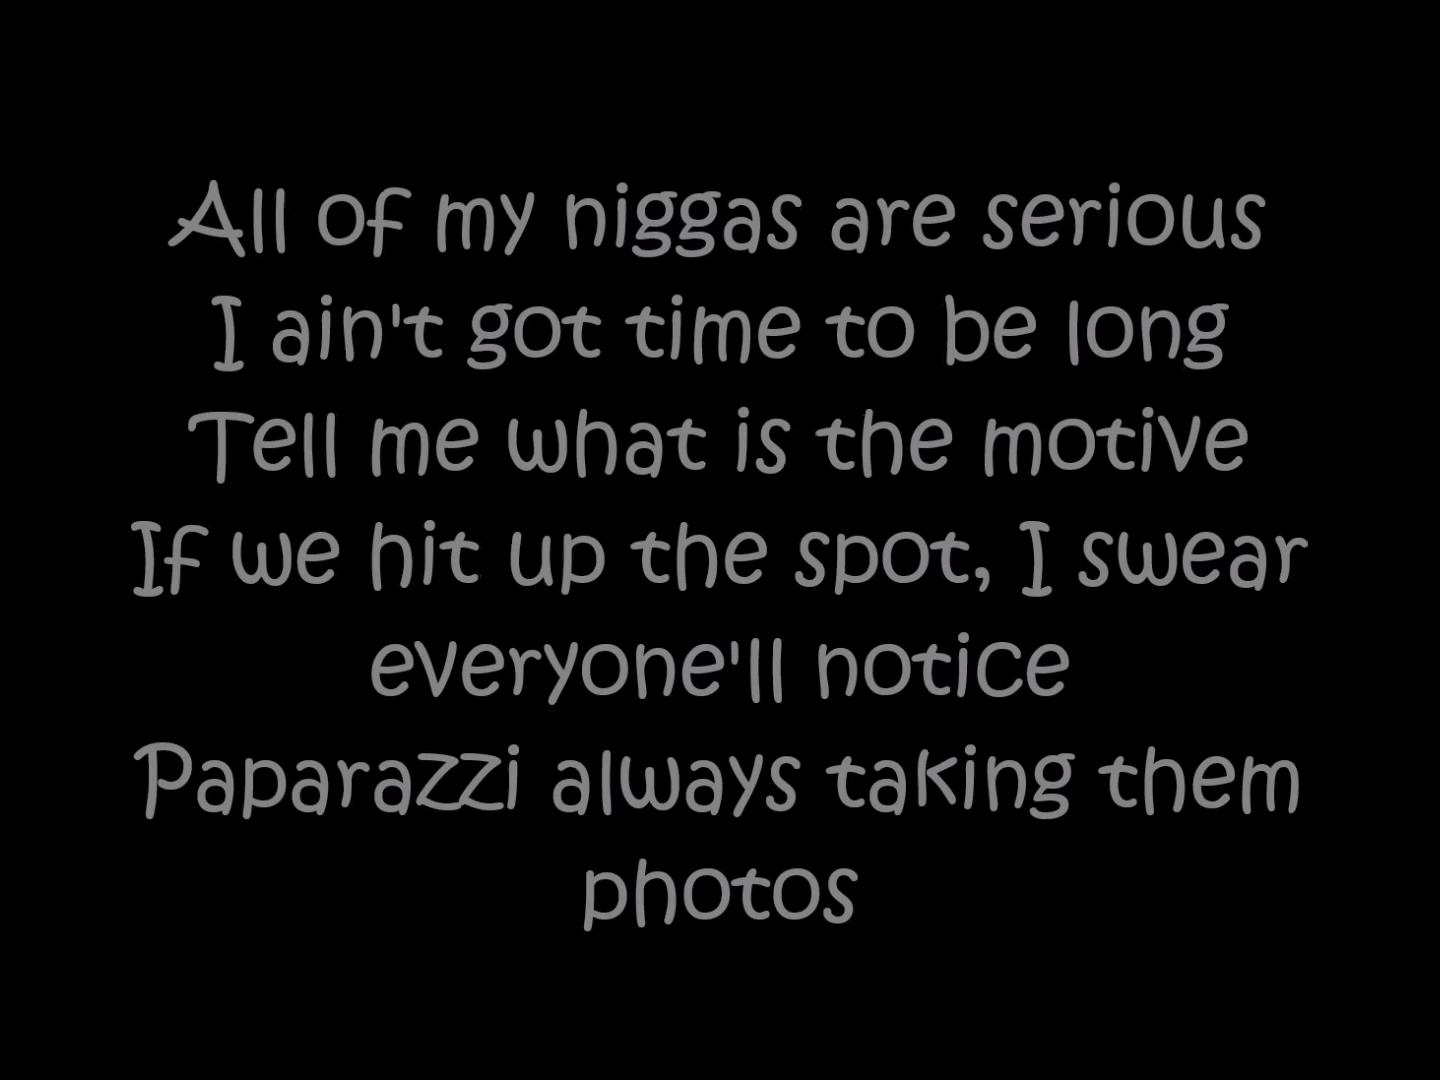 All of my niggas are serious
I ain't got time to be long
Tell me what is the motive
If we hit up the spot, I swear
everyone'll notice
Paparazzi always taking them
photos